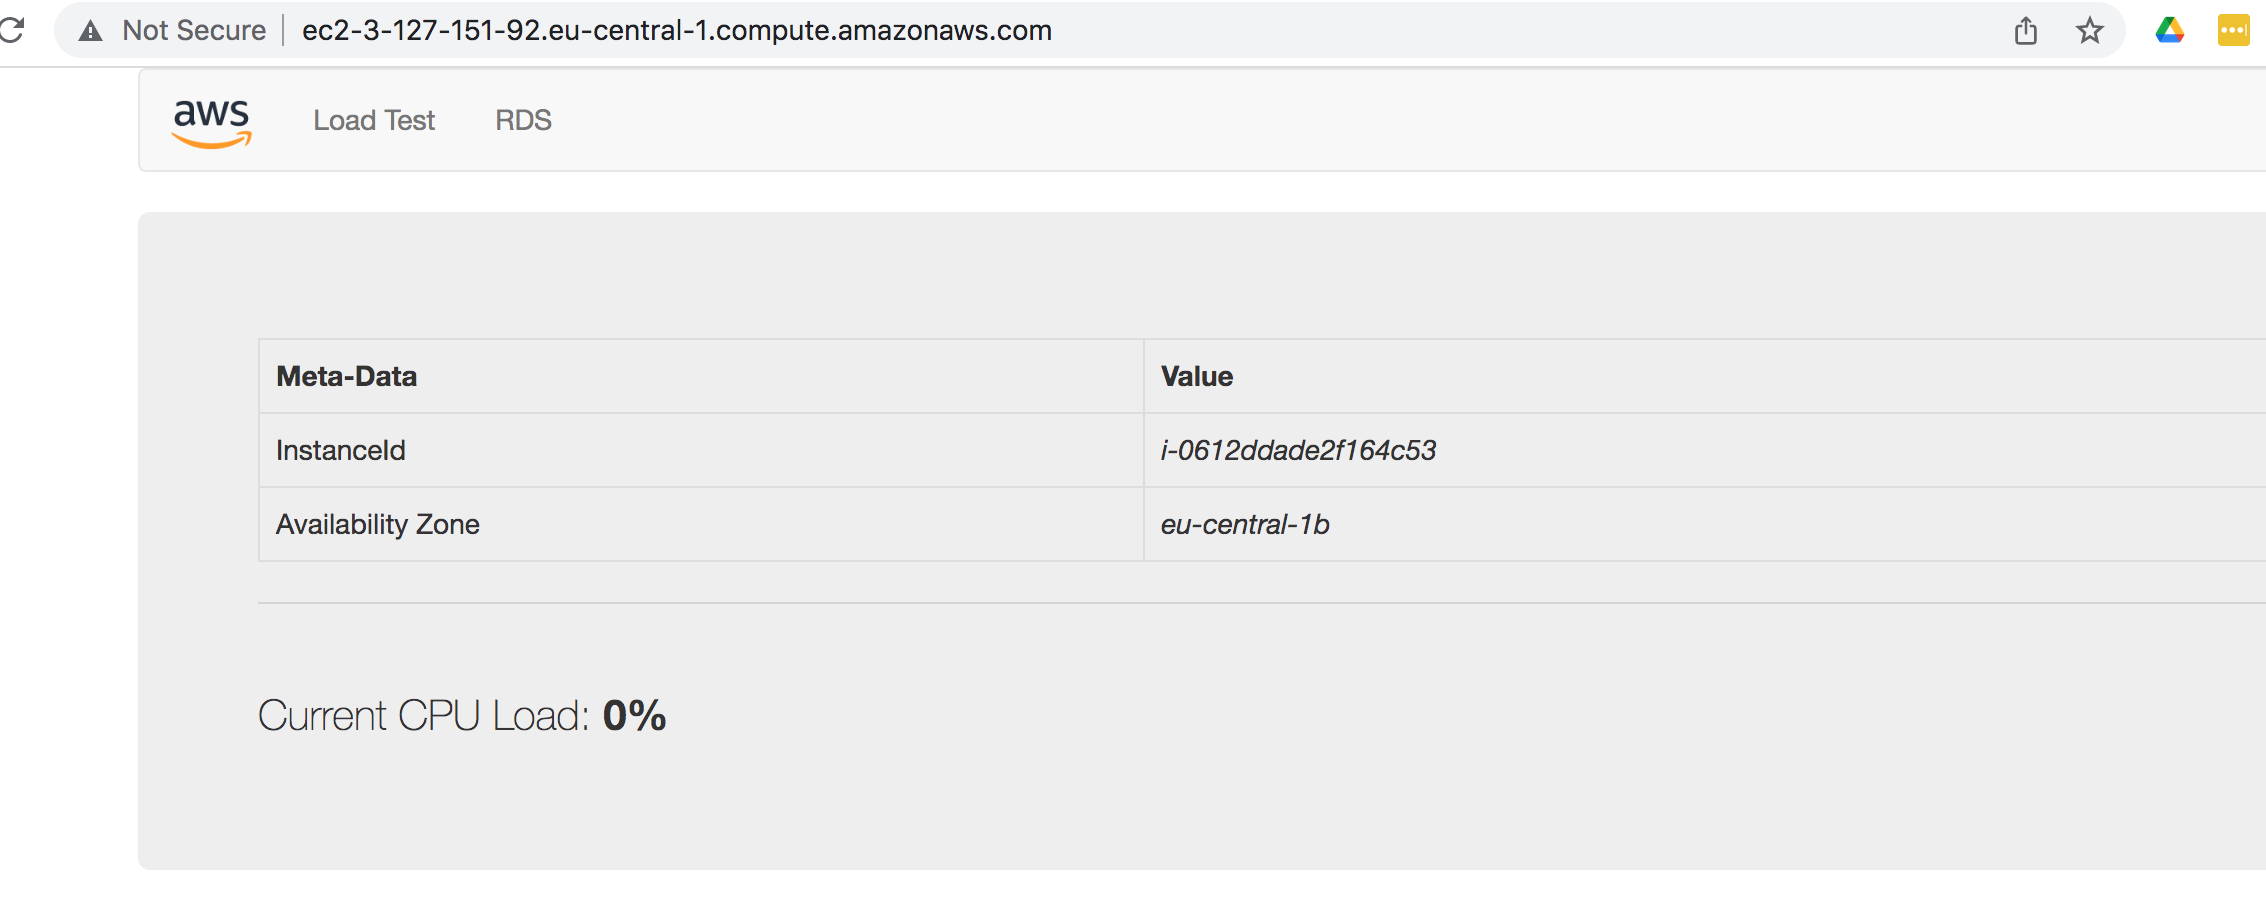 Not Secure ec2-3-127-151-92.eu-central-1.compute.amazonaws.com
aws Load Test RDS
Meta-Data Value
InstanceId i-0612ddade2f164c53
Availability Zone eu-central-1b
Current CPU Load: 0%